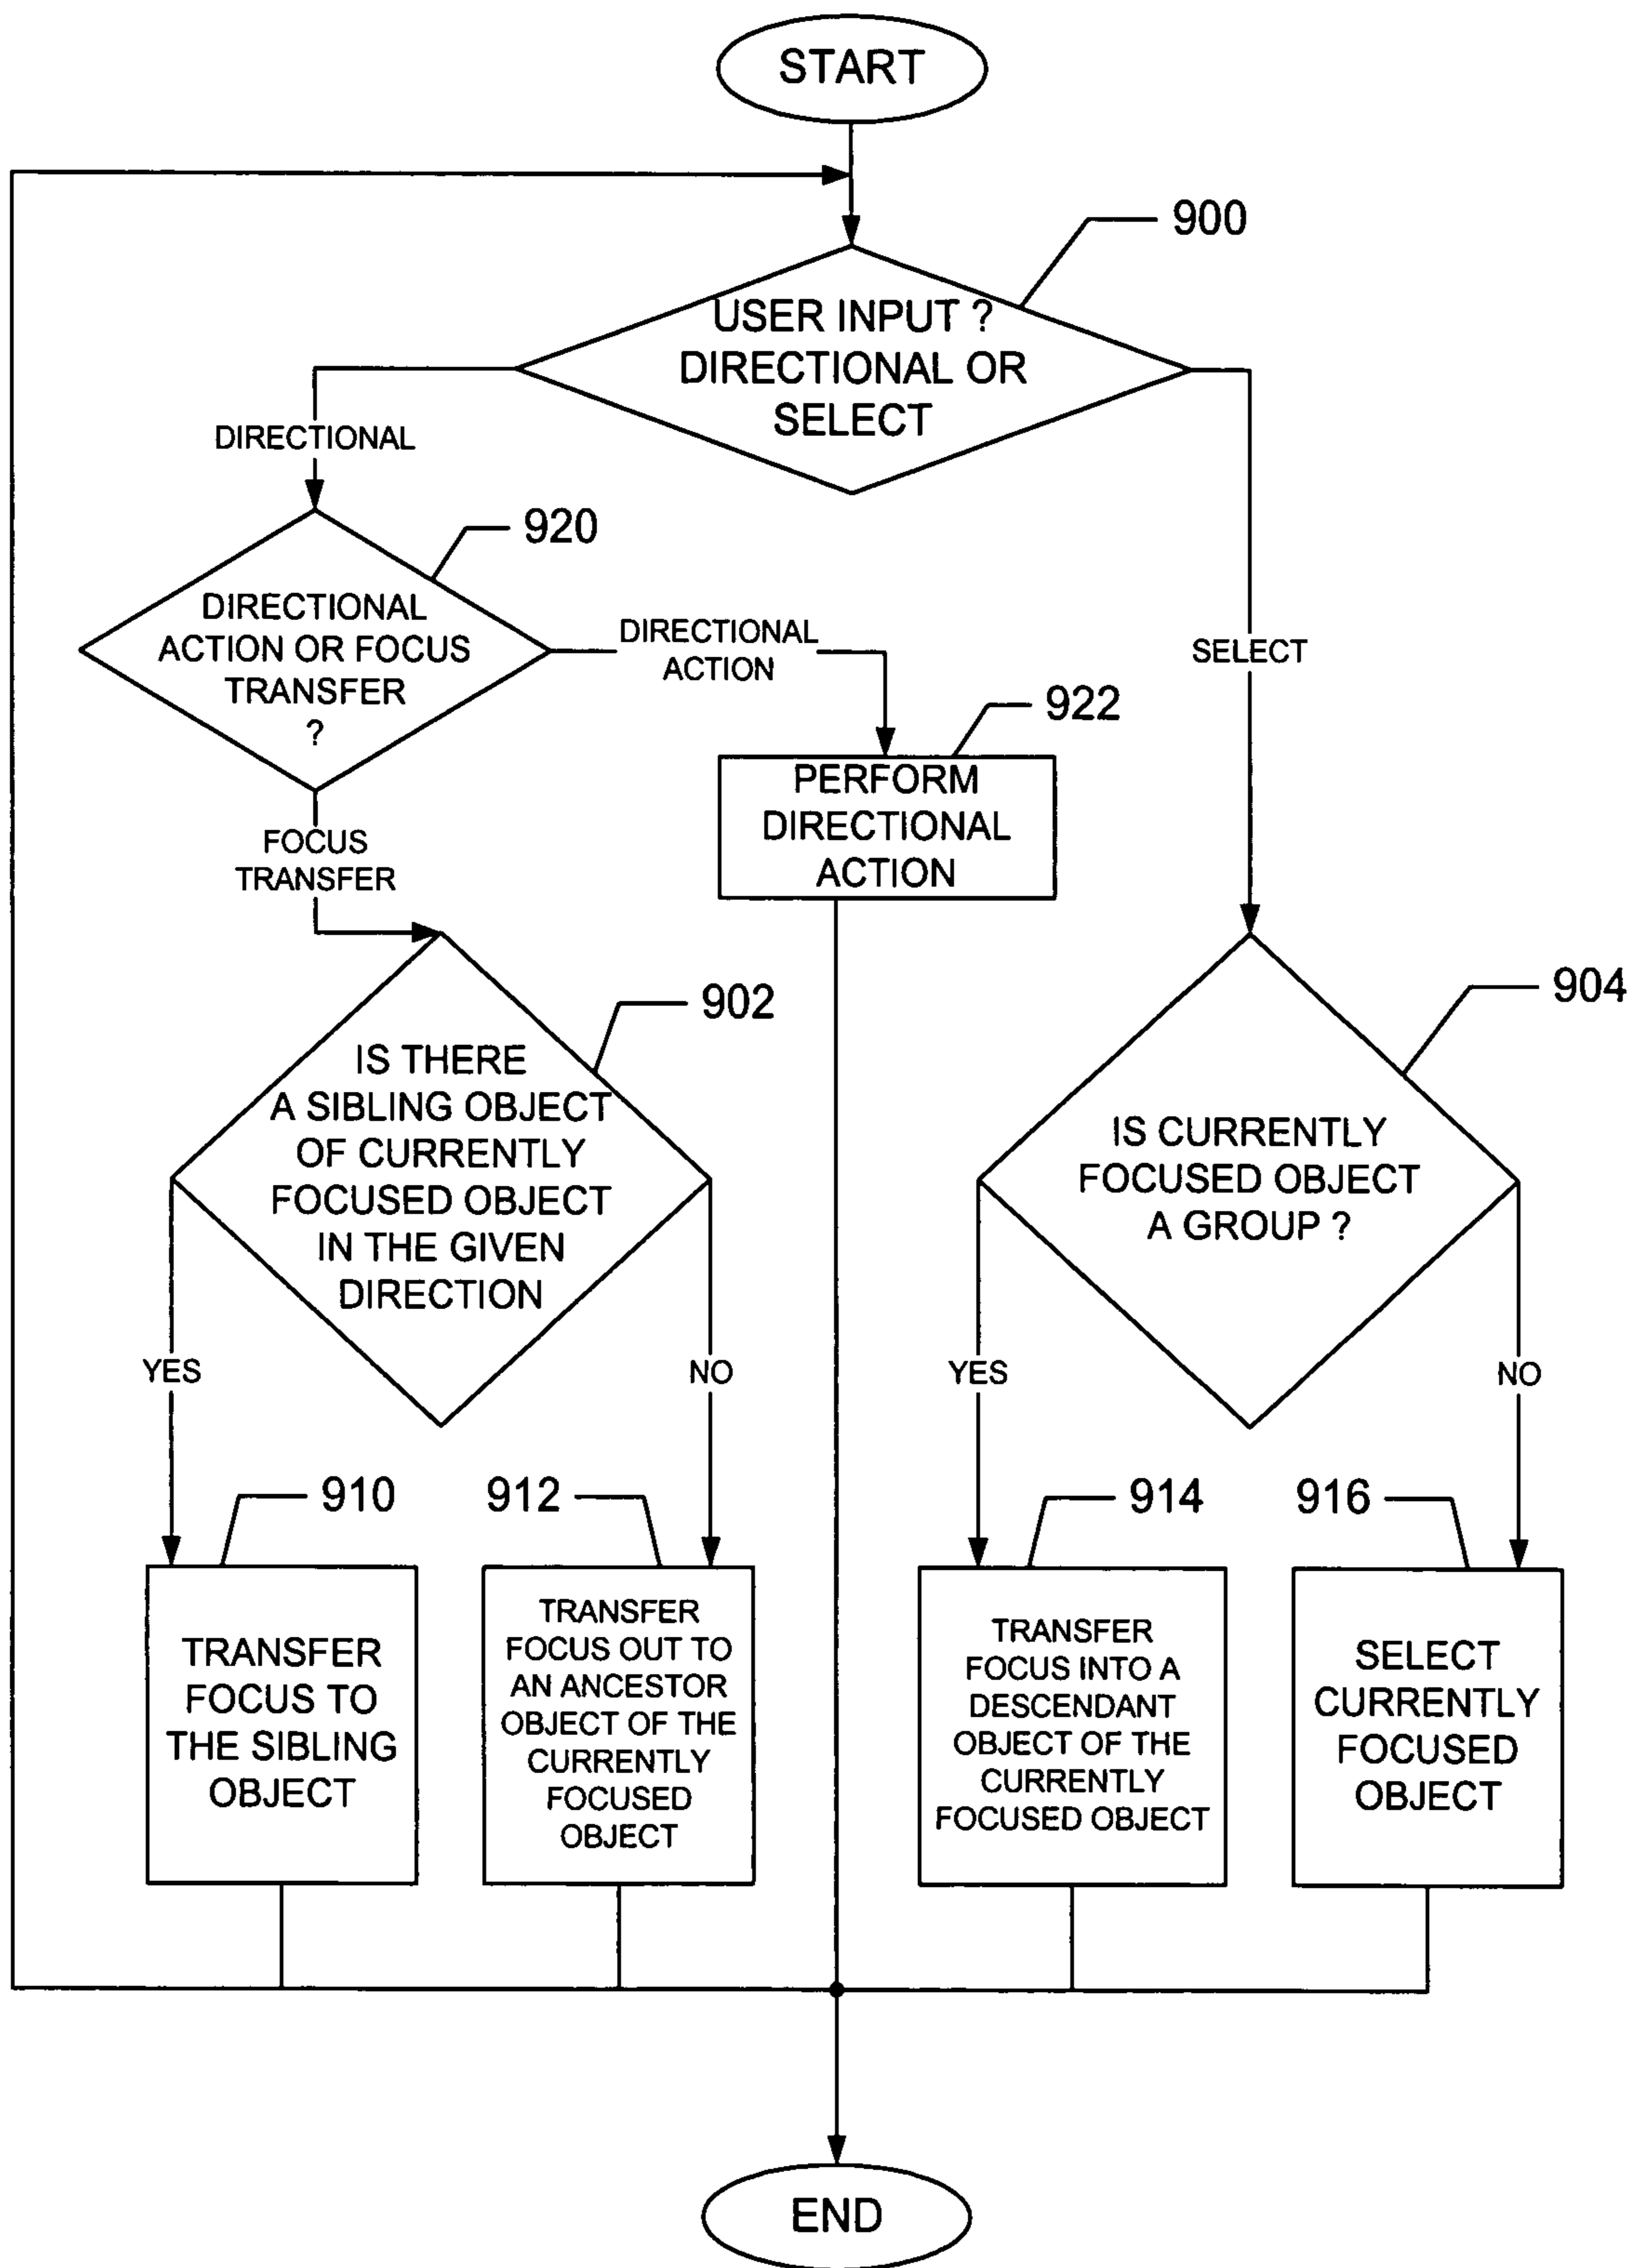 START
900
USER INPUT ?
DIRECTIONAL OR
SELECT
DIRECTIONAL
920
DIRECTIONAL
ACTION OR FOCUS
TRANSFER
?
DIRECTIONAL
ACTION
SELECT
922
PERFORM
DIRECTIONAL
ACTION
FOCUS
TRANSFER
902
IS THERE
A SIBLING OBJECT
OF CURRENTLY
FOCUSED OBJECT
IN THE GIVEN
DIRECTION
904
IS CURRENTLY
FOCUSED OBJECT
A GROUP ?
YES
NO
YES
NO
910
TRANSFER
FOCUS TO
THE SIBLING
OBJECT
912
TRANSFER
FOCUS OUT TO
AN ANCESTOR
OBJECT OF THE
CURRENTLY
FOCUSED
OBJECT
914
TRANSFER
FOCUS INTO A
DESCENDANT
OBJECT OF THE
CURRENTLY
FOCUSED OBJECT
916
SELECT
CURRENTLY
FOCUSED
OBJECT
END